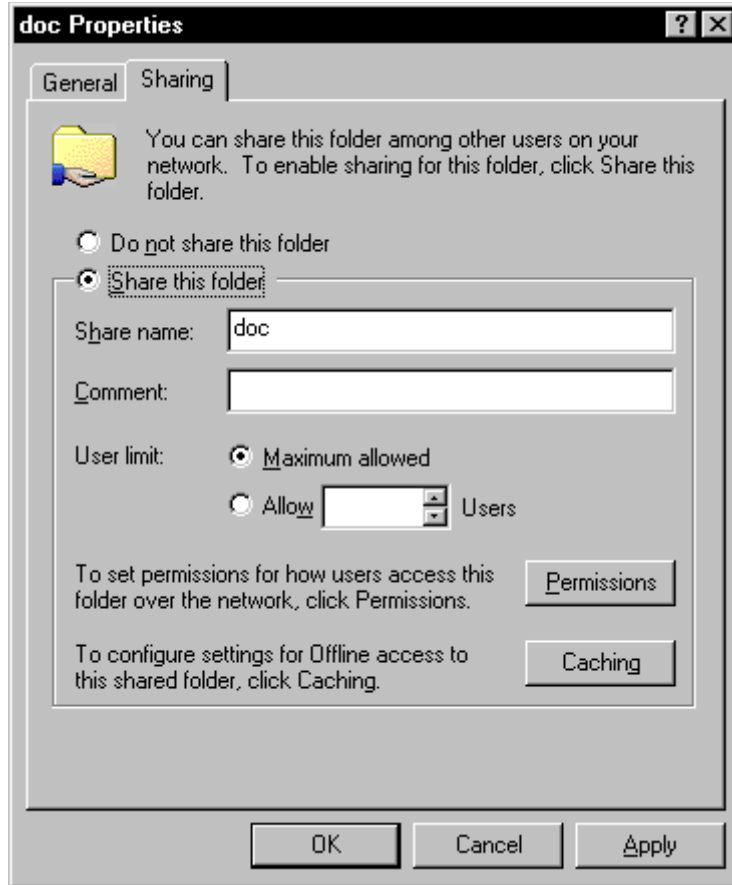 doc Properties
General Sharing
You can share this folder among other users on your
network. To enable sharing for this folder, click Share this
folder.
Do not share this folder
Share this folder
Share name: doc
Comment:
User limit: Maximum allowed
Allow Users
To set permissions for how users access this
folder over the network, click Permissions.
Permissions
To configure settings for Offline access to
this shared folder, click Caching.
Caching
OK Cancel Apply